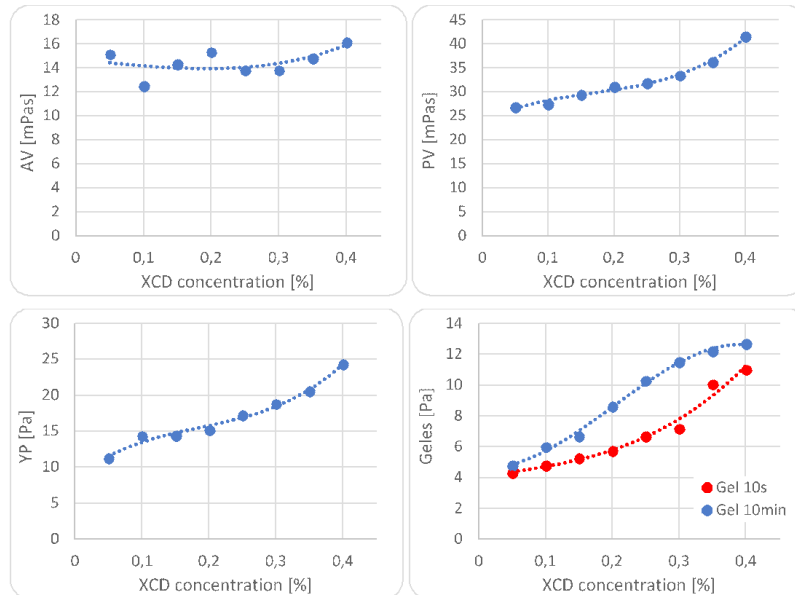 18
16
14
12
10
8
6
4
2
0
AV [mPas]
0 0,1 0,2 0,3 0,4
XCD concentration [%]
45
40
35
30
25
20
15
10
5
0
PV [mPas]
0 0,1 0,2 0,3 0,4
XCD concentration [%]
30
25
20
15
10
5
0
YP [Pa]
0 0,1 0,2 0,3 0,4
XCD concentration [%]
14
12
10
8
6
4
2
0
Geles [Pa]
Gel 10s
Gel 10min
0 0,1 0,2 0,3 0,4
XCD concentration [%]